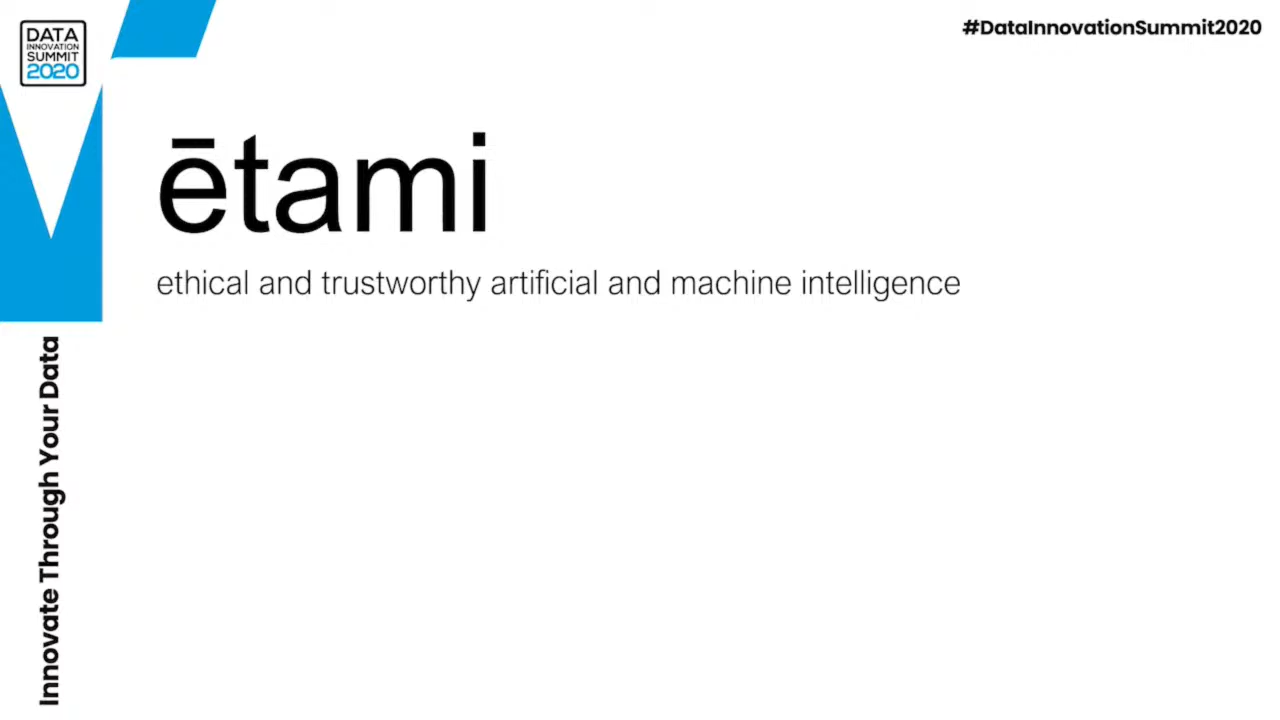 DATA
INNOVATION
SUMMIT
2020
#DataInnovationSummit2020
ētami
ethical and trustworthy artificial and machine intelligence
Innovate Through Your Data